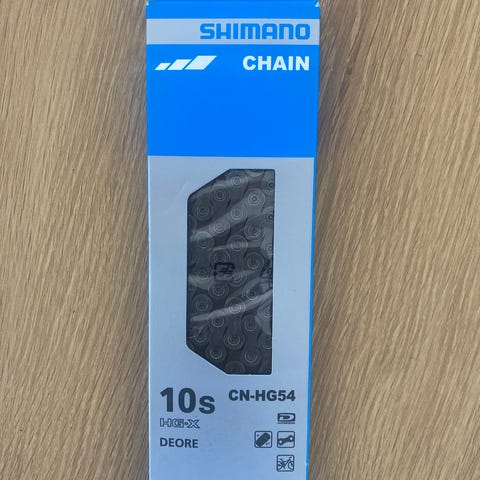 SHIMANO
CHAIN
10s
CN-HG54
HG-X
DEORE